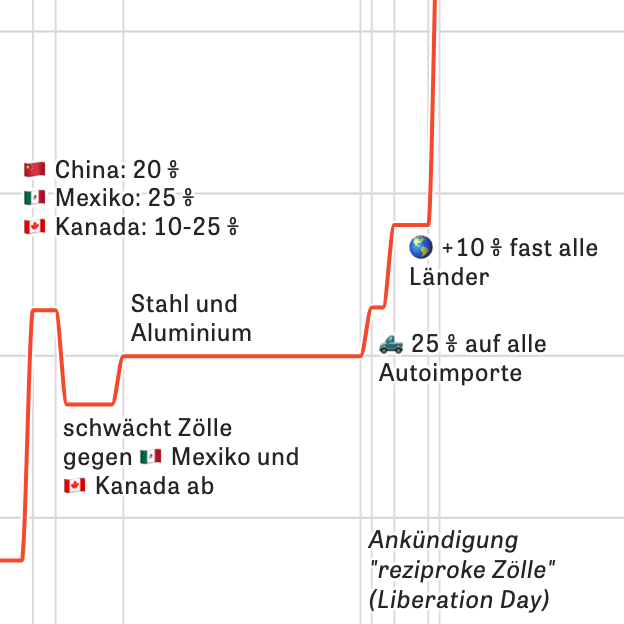 🇨🇳 China: 20 %
🇲🇽 Mexiko: 25 %
🇨🇦 Kanada: 10-25 %
🌎 +10 % fast alle
Länder
Stahl und
Aluminium
🛻 25 % auf alle
Autoimporte
schwächt Zölle
gegen 🇲🇽 Mexiko und
🇨🇦 Kanada ab
Ankündigung
"reziproke Zölle"
(Liberation Day)